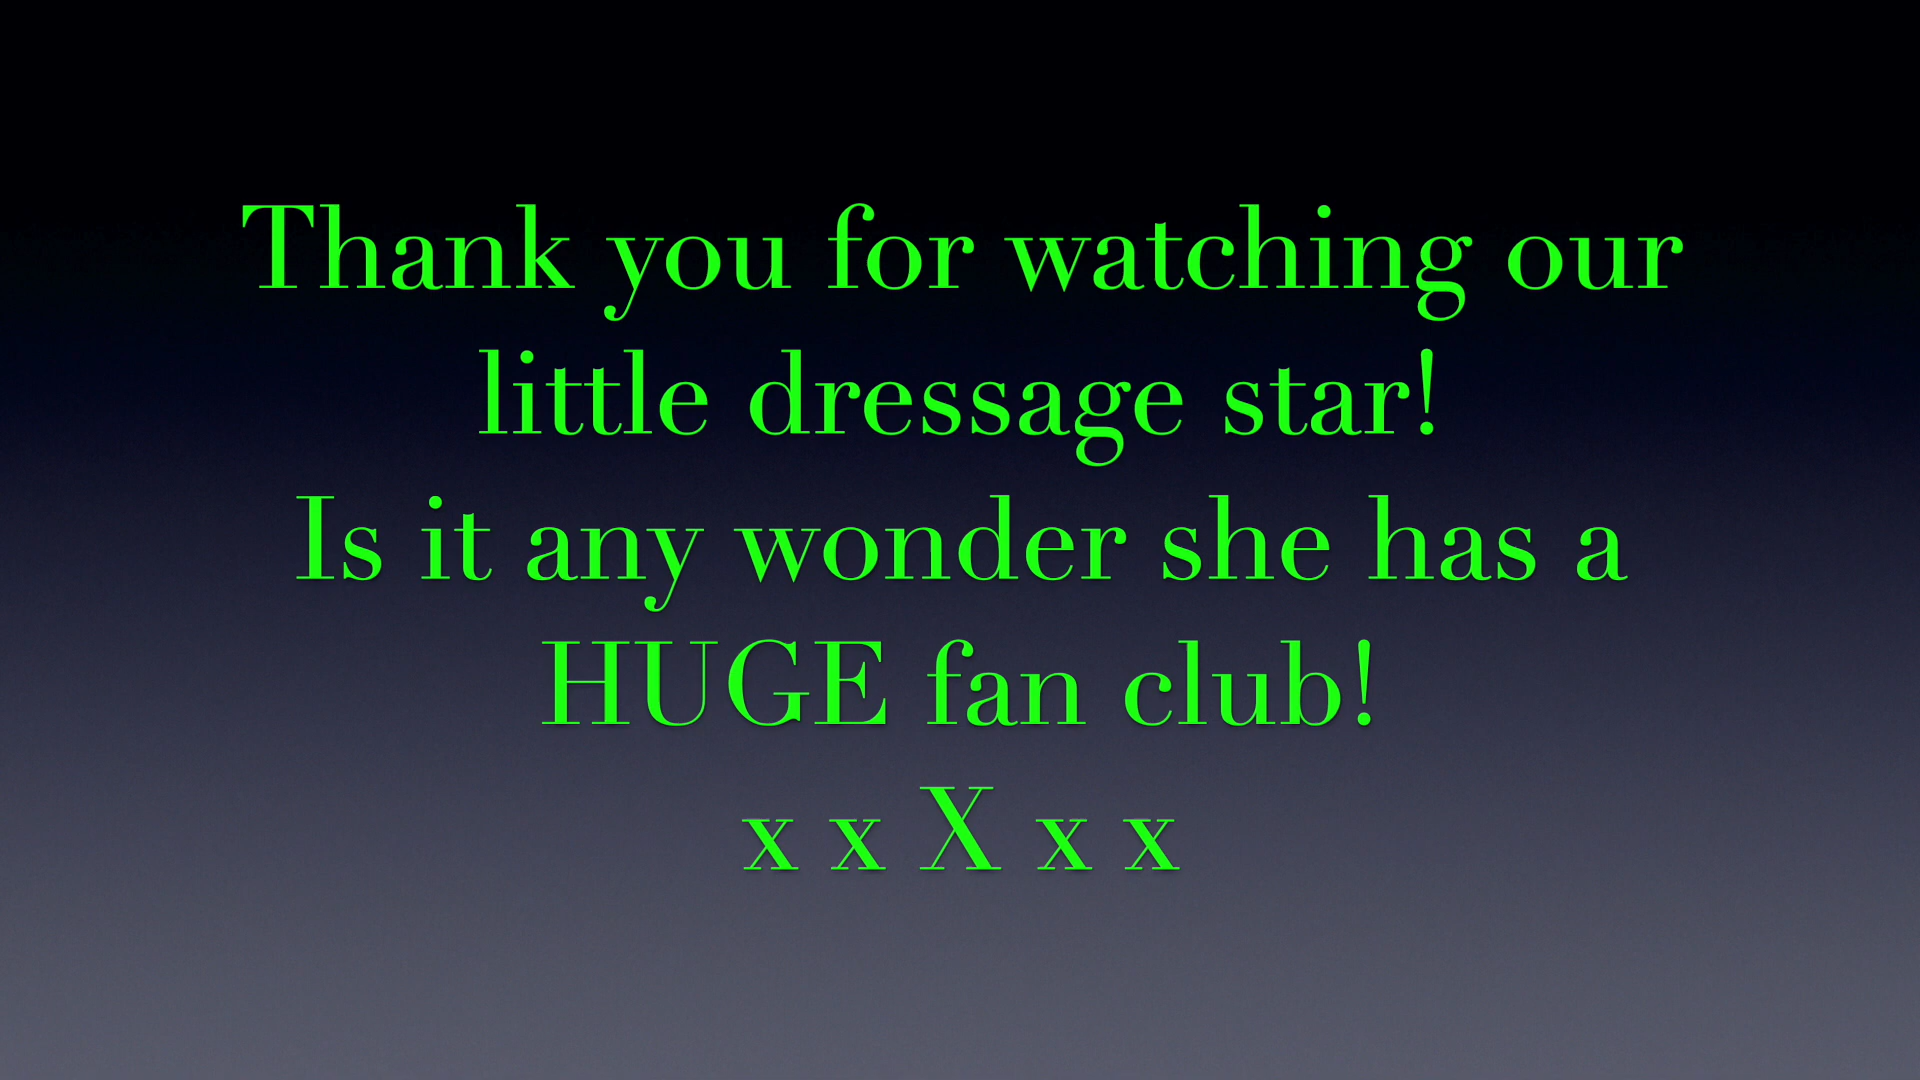 Thank you for watching our
little dressage star!
Is it any wonder she has a
HUGE fan club!
x x X x x